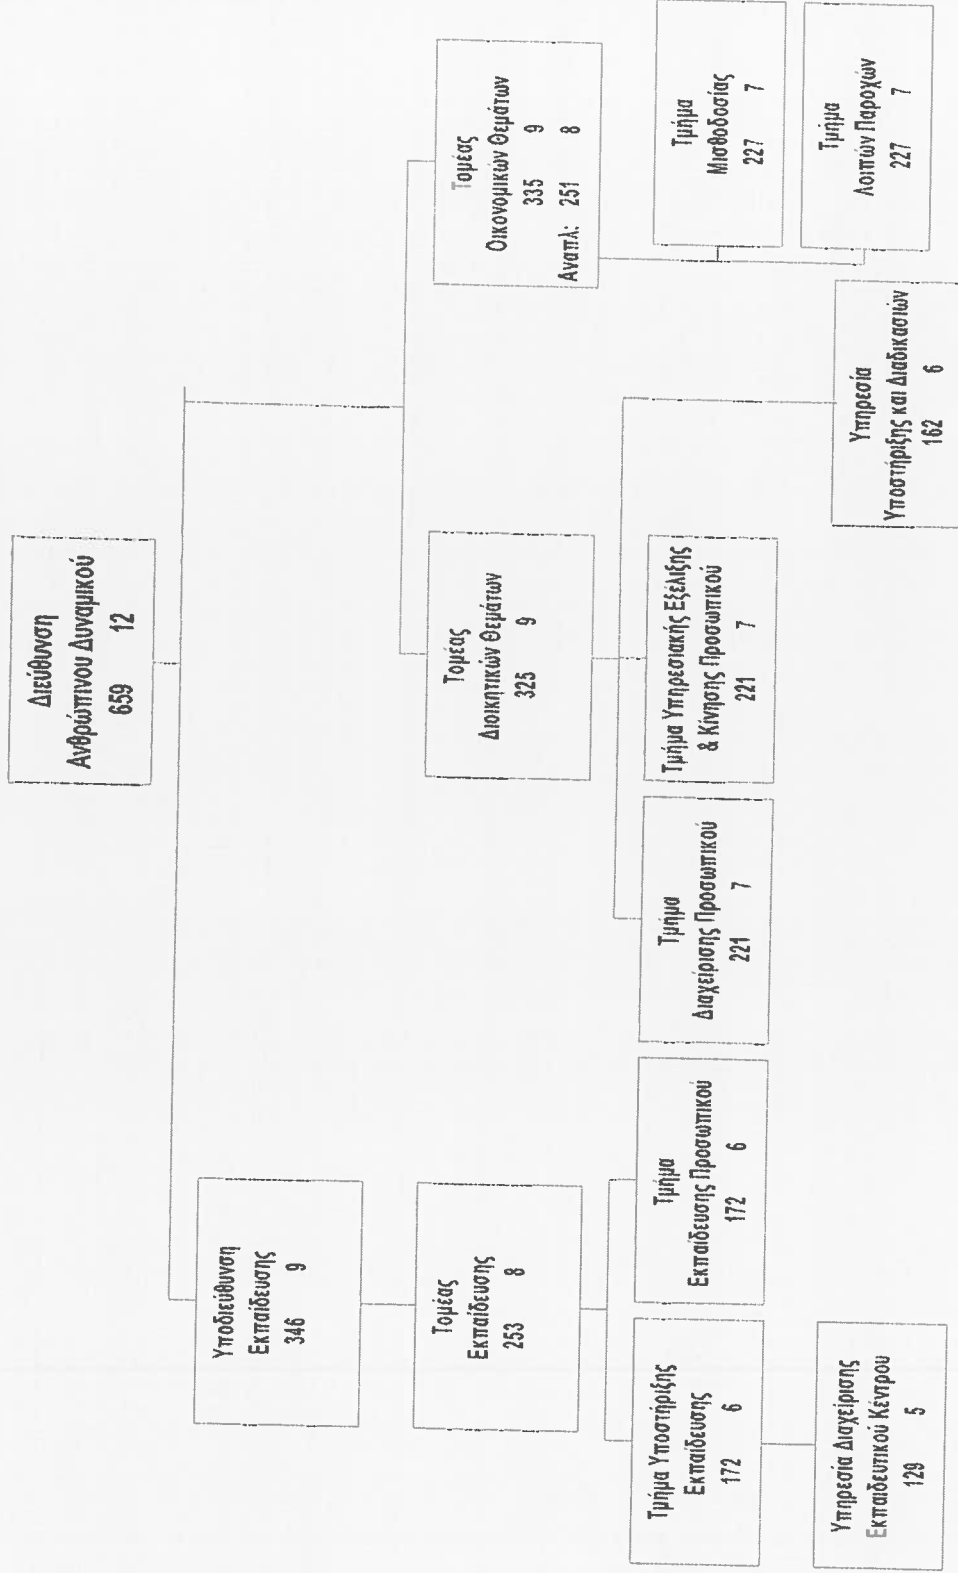 Διεύθυνση
Ανθρώπινου Δυναμικού
659 12
Υποδιεύθυνση
Εκπαίδευσης
346 9
Τομέας
Εκπαίδευσης
253 8
Τομέας
Διοικητικών Θεμάτων
325 9
Τομέας
Οικονομικών Θεμάτων
335 9
Αναπλ: 251 8
Τμήμα Υποστήριξης
Εκπαίδευσης
172 6
Τμήμα
Εκπαίδευσης Προσωπικού
172 6
Τμήμα
Διαχείρισης Προσωπικού
221 7
Τμήμα Υπηρεσιακής Εξέλιξης
& Κίνησης Προσωπικού
221 7
Τμήμα
Μισθοδοσίας
227 7
Υπηρεσία Διαχείρισης
Εκπαιδευτικού Κέντρου
129 5
Υπηρεσία
Υποστήριξης και Διαδικασιών
162 6
Τμήμα
Λοιπών Παροχών
227 7